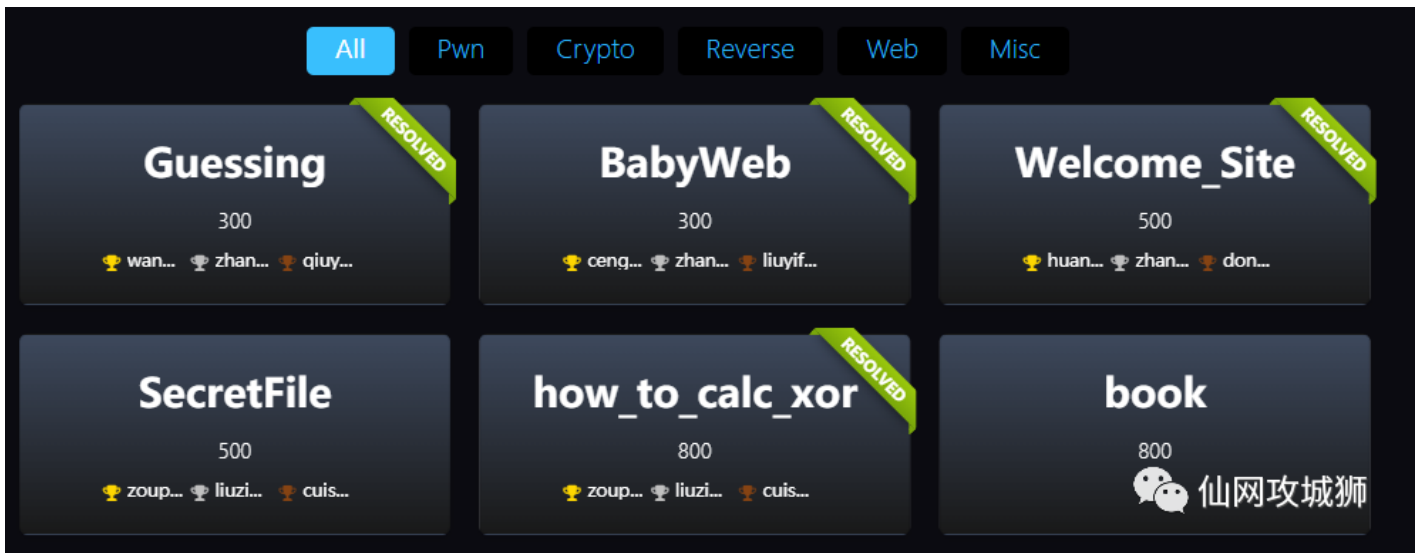 All Pwn Crypto Reverse Web Misc
RESOLVED RESOLVED RESOLVED
Guessing BabyWeb Welcome_Site
300 300 500
wan... zhan... qiuy... ceng... zhan... liuyif... huan... zhan... don...
RESOLVED
SecretFile how_to_calc_xor book
500 800 800
zoup... liuzi... cuis... zoup... liuzi... cuis...
仙网攻城狮